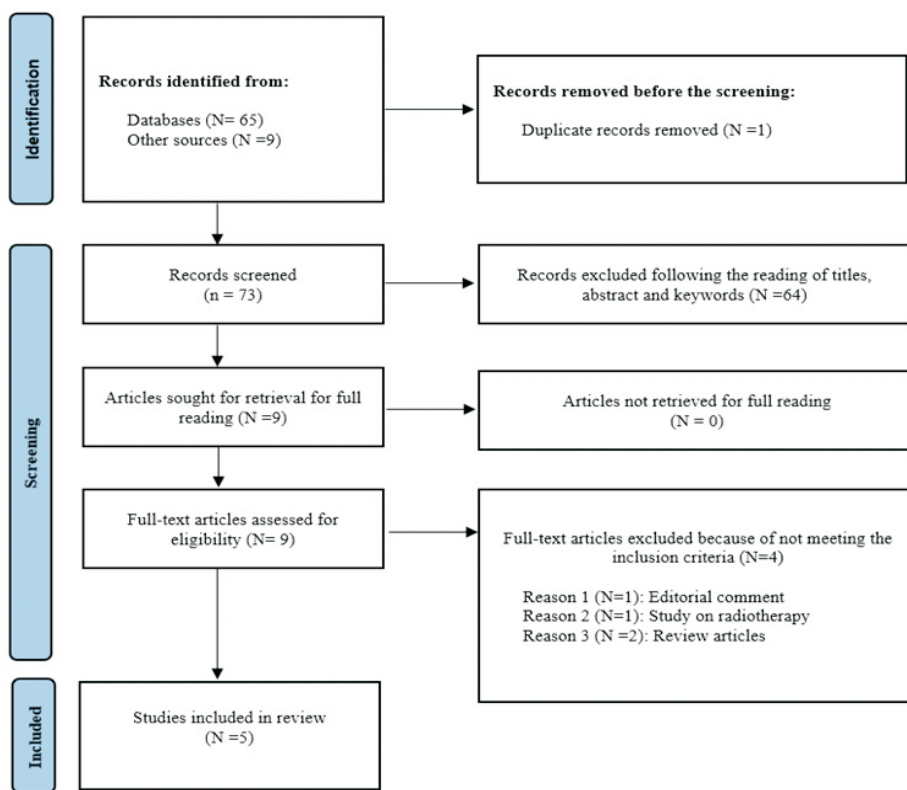 Identification
Records identified from:
Databases (N= 65)
Other sources (N =9)
Records removed before the screening:
Duplicate records removed (N =1)
Screening
Records screened
(n = 73)
Records excluded following the reading of titles,
abstract and keywords (N =64)
Articles sought for retrieval for full
reading (N =9)
Articles not retrieved for full reading
(N = 0)
Full-text articles assessed for
eligibility (N= 9)
Full-text articles excluded because of not meeting the
inclusion criteria (N=4)
Reason 1 (N=1): Editorial comment
Reason 2 (N=1): Study on radiotherapy
Reason 3 (N =2): Review articles
Included
Studies included in review
(N =5)